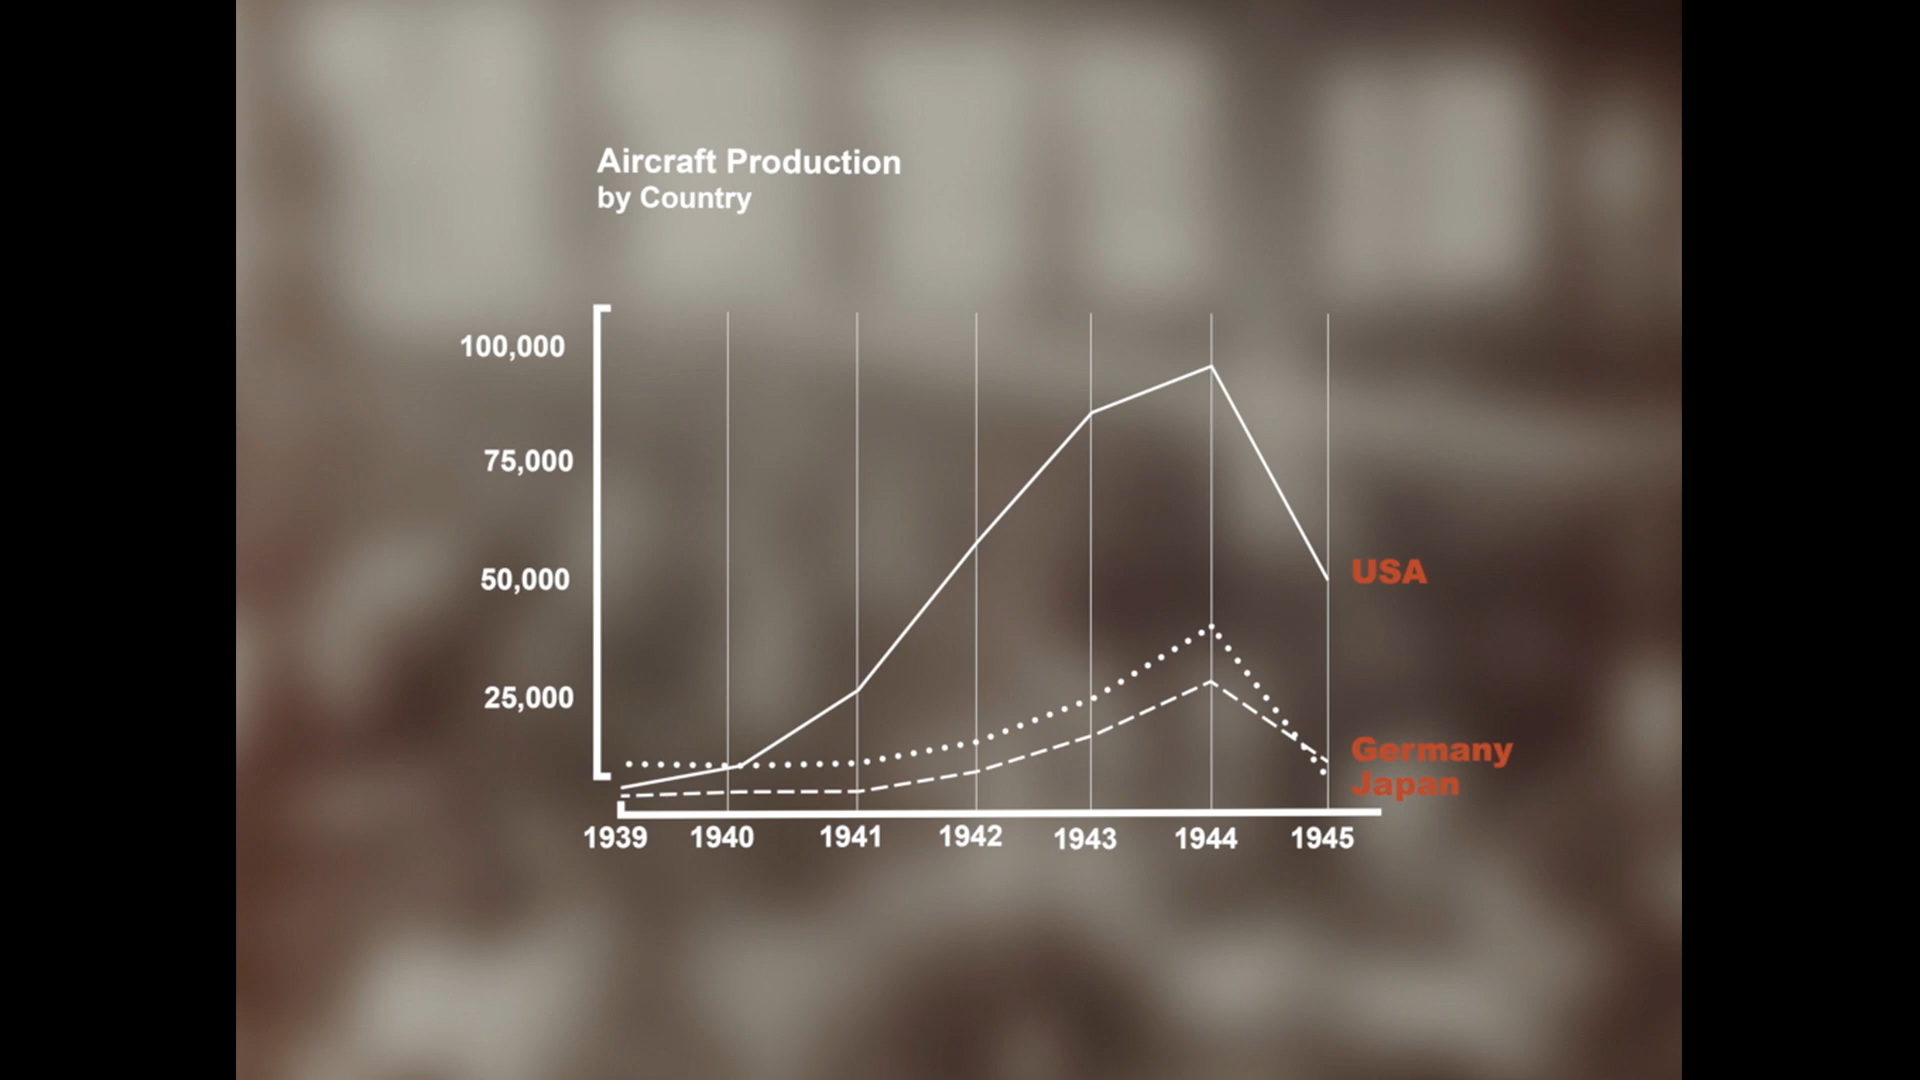 Aircraft Production
by Country
100,000
75,000
50,000
25,000
USA
Germany
Japan
1939 1940 1941 1942 1943 1944 1945